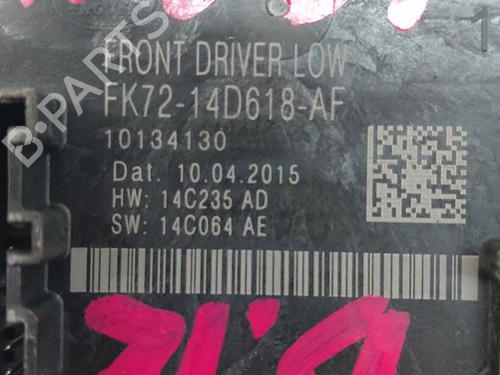 1
FRONT DRIVER LOW
FK72-14D618-AF
10134130
Dat. 10.04.2015
HW: 14C235 AD
SW: 14C064 AE
B-PARTS